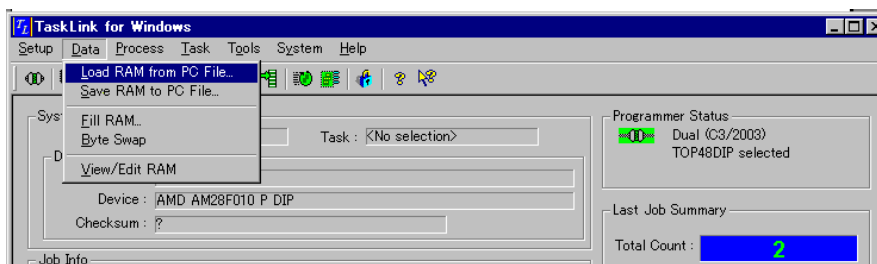 TL TaskLink for Windows
Setup Data Process Task Tools System Help
Load RAM from PC File...
Save RAM to PC File...
Fill RAM...
Byte Swap
View/Edit RAM
Sys
Task : <No selection>
D
Device : AMD AM28F010 P DIP
Checksum : ?
Job Info
Programmer Status
Dual (C3/2003)
TOP48DIP selected
Last Job Summary
Total Count : 2